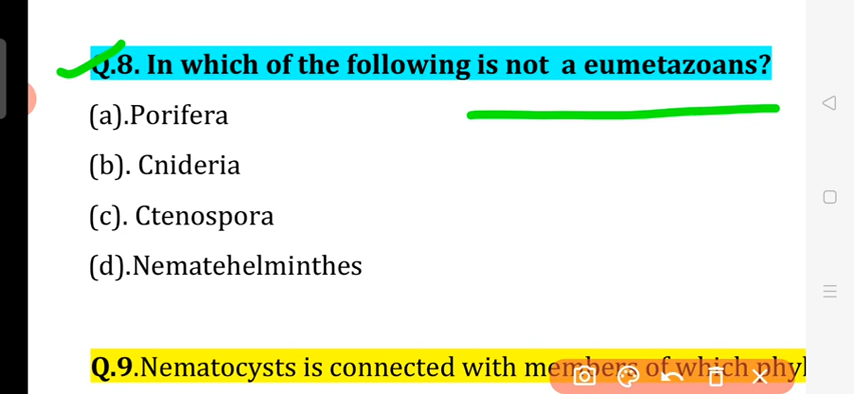 Q.8. In which of the following is not a eumetazoans?
(a).Porifera
(b). Cnideria
(c). Ctenospora
(d).Nematehelminthes
Q.9.Nematocysts is connected with members of which phyl